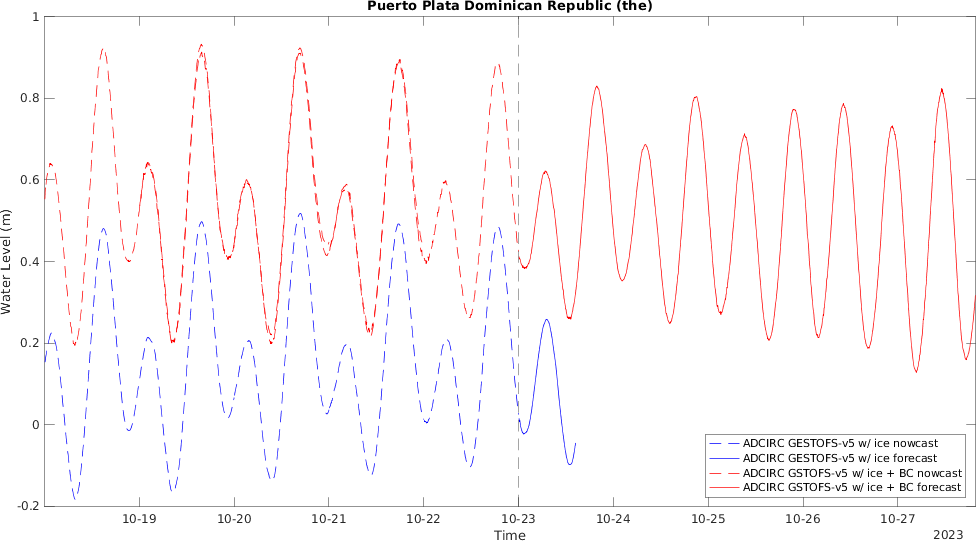 Puerto Plata Dominican Republic (the)
1
0.8
0.6
0.4
0.2
0
-0.2
Water Level (m)
ADCIRC GESTOFS-v5 w/ ice nowcast
ADCIRC GESTOFS-v5 w/ ice forecast
ADCIRC GSTOFS-v5 w/ ice + BC nowcast
ADCIRC GSTOFS-v5 w/ ice + BC forecast
10-19 10-20 10-21 10-22 10-23 10-24 10-25 10-26 10-27
Time
2023